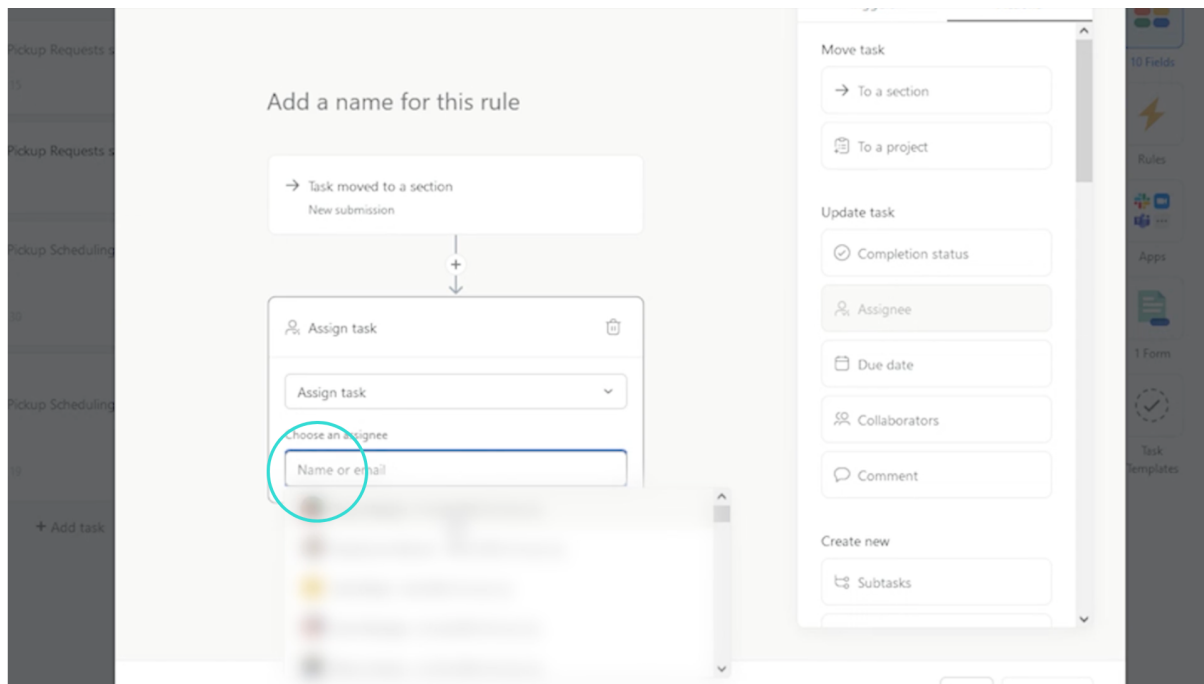 Pickup Requests s
15
Pickup Requests s
Pickup Scheduling
30
Pickup Scheduling
+ Add task
Add a name for this rule
Task moved to a section
New submission
+
Assign task
Assign task
Choose an assignee
Name or email
Move task
To a section
To a project
Update task
Completion status
Assignee
Due date
Collaborators
Comment
Create new
Subtasks
10 Fields
Rules
Apps
1 Form
Task
Templates